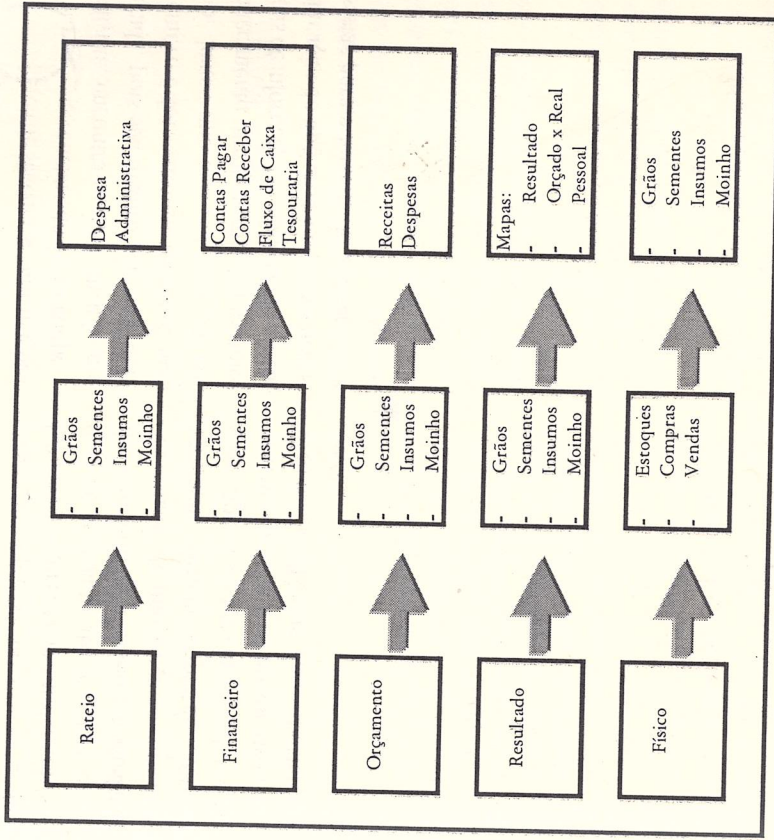 Rateio
- Grãos
- Sementes
- Insumos
- Moinho
Despesa
Administrativa
Financeiro
- Grãos
- Sementes
- Insumos
- Moinho
Contas Pagar
Contas Receber
Fluxo de Caixa
Tesouraria
Orçamento
- Grãos
- Sementes
- Insumos
- Moinho
Receitas
Despesas
Resultado
- Grãos
- Sementes
- Insumos
- Moinho
Mapas:
- Resultado
- Orçado x Real
- Pessoal
Físico
- Estoques
- Compras
- Vendas
- Grãos
- Sementes
- Insumos
- Moinho